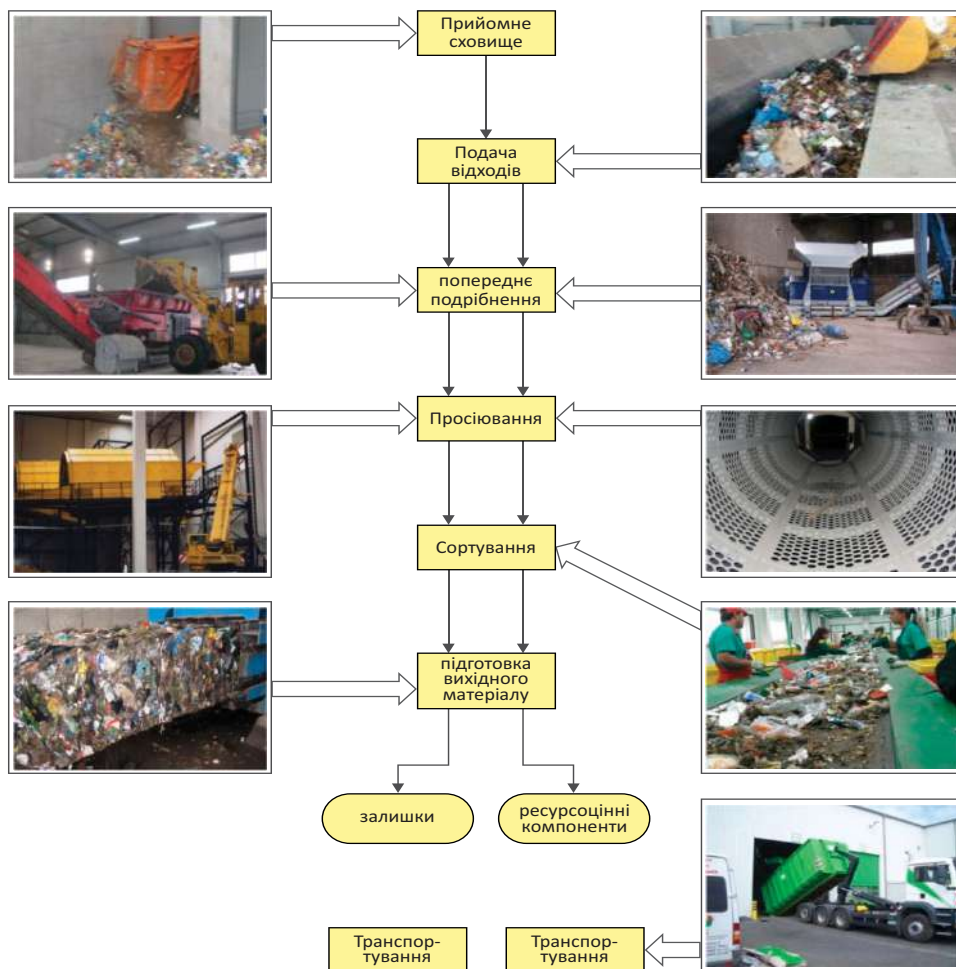 Прийомне
сховище
Подача
відходів
попереднє
подрібнення
Просіювання
Сортування
підготовка
вихідного
матеріалу
залишки
ресурсоцінні
компоненти
Транспор-
тування
Транспор-
тування